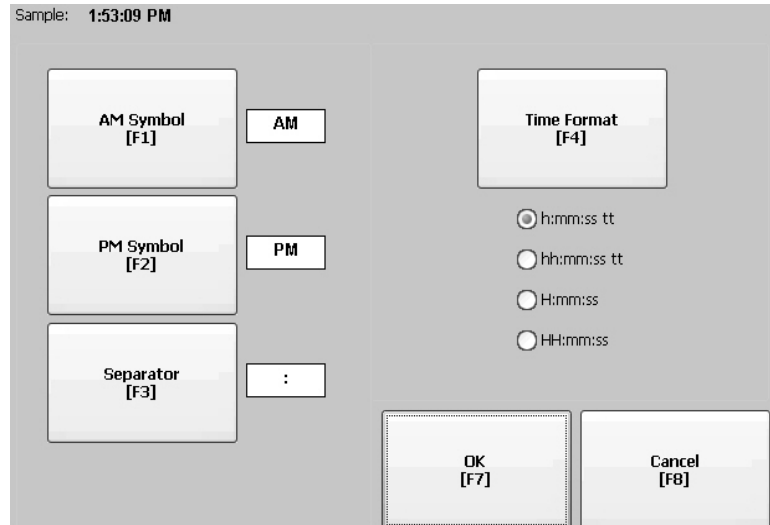 Sample: 1:53:09 PM
AM Symbol
[F1]
AM
PM Symbol
[F2]
PM
Separator
[F3]
:
Time Format
[F4]
h:mm:ss tt
hh:mm:ss tt
H:mm:ss
HH:mm:ss
OK
[F7]
Cancel
[F8]